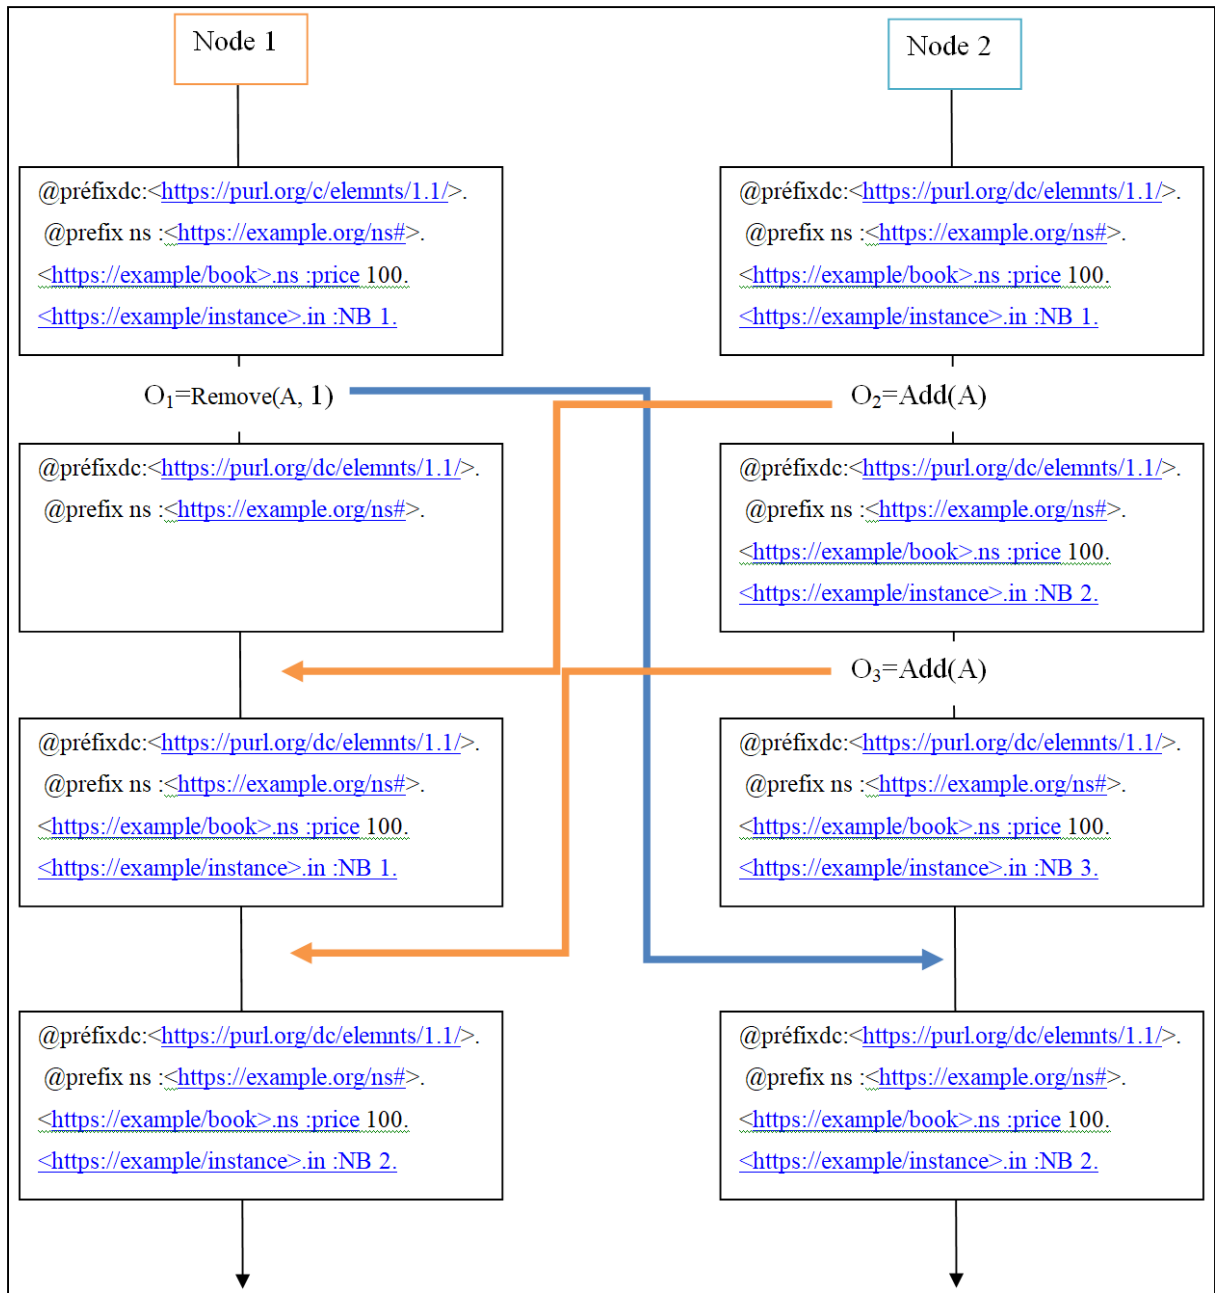 Node 1
Node 2
@préfixdc:<https://purl.org/c/elemnts/1.1/>.
@prefix ns :<https://example.org/ns#>.
<https://example/book>.ns :price 100.
<https://example/instance>.in :NB 1.
@préfixdc:<https://purl.org/dc/elemnts/1.1/>.
@prefix ns :<https://example.org/ns#>.
<https://example/book>.ns :price 100.
<https://example/instance>.in :NB 1.
O₁=Remove(A, 1)
O₂=Add(A)
@préfixdc:<https://purl.org/dc/elemnts/1.1/>.
@prefix ns :<https://example.org/ns#>.
@préfixdc:<https://purl.org/dc/elemnts/1.1/>.
@prefix ns :<https://example.org/ns#>.
<https://example/book>.ns :price 100.
<https://example/instance>.in :NB 2.
O₃=Add(A)
@préfixdc:<https://purl.org/dc/elemnts/1.1/>.
@prefix ns :<https://example.org/ns#>.
<https://example/book>.ns :price 100.
<https://example/instance>.in :NB 1.
@préfixdc:<https://purl.org/dc/elemnts/1.1/>.
@prefix ns :<https://example.org/ns#>.
<https://example/book>.ns :price 100.
<https://example/instance>.in :NB 3.
@préfixdc:<https://purl.org/dc/elemnts/1.1/>.
@prefix ns :<https://example.org/ns#>.
<https://example/book>.ns :price 100.
<https://example/instance>.in :NB 2.
@préfixdc:<https://purl.org/dc/elemnts/1.1/>.
@prefix ns :<https://example.org/ns#>.
<https://example/book>.ns :price 100.
<https://example/instance>.in :NB 2.